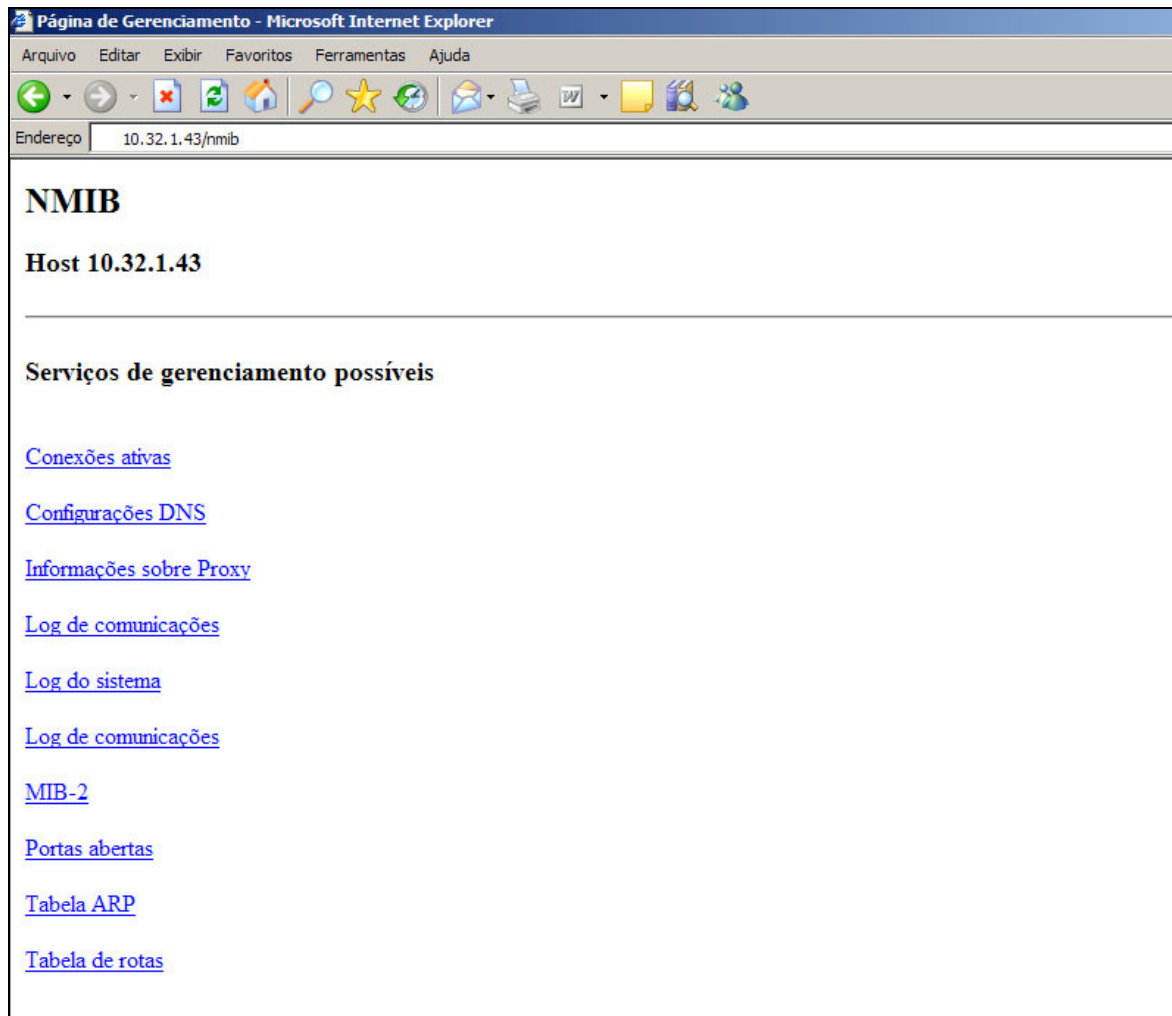 Página de Gerenciamento - Microsoft Internet Explorer
Arquivo Editar Exibir Favoritos Ferramentas Ajuda
W
Endereço 10.32.1.43/nmib
NMIB
Host 10.32.1.43
Serviços de gerenciamento possíveis
Conexões ativas
Configurações DNS
Informações sobre Proxy
Log de comunicações
Log do sistema
Log de comunicações
MIB-2
Portas abertas
Tabela ARP
Tabela de rotas